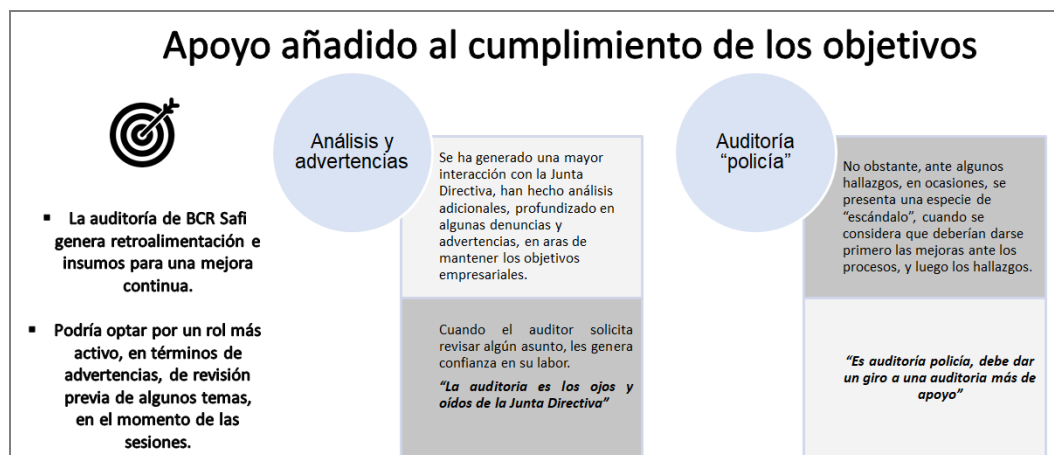 Apoyo añadido al cumplimiento de los objetivos
▪ La auditoría de BCR Safi
genera retroalimentación e
insumos para una mejora
continua.
▪ Podría optar por un rol más
activo, en términos de
advertencias, de revisión
previa de algunos temas,
en el momento de las
sesiones.
Análisis y
advertencias
Se ha generado una mayor
interacción con la Junta
Directiva, han hecho análisis
adicionales, profundizado en
algunas denuncias y
advertencias, en aras de
mantener los objetivos
empresariales.
Cuando el auditor solicita
revisar algún asunto, les genera
confianza en su labor.
“La auditoria es los ojos y
oídos de la Junta Directiva”
Auditoría
“policía”
No obstante, ante algunos
hallazgos, en ocasiones, se
presenta una especie de
“escándalo”, cuando se
considera que deberían darse
primero las mejoras ante los
procesos, y luego los hallazgos.
“Es auditoría policía, debe dar
un giro a una auditoria más de
apoyo”